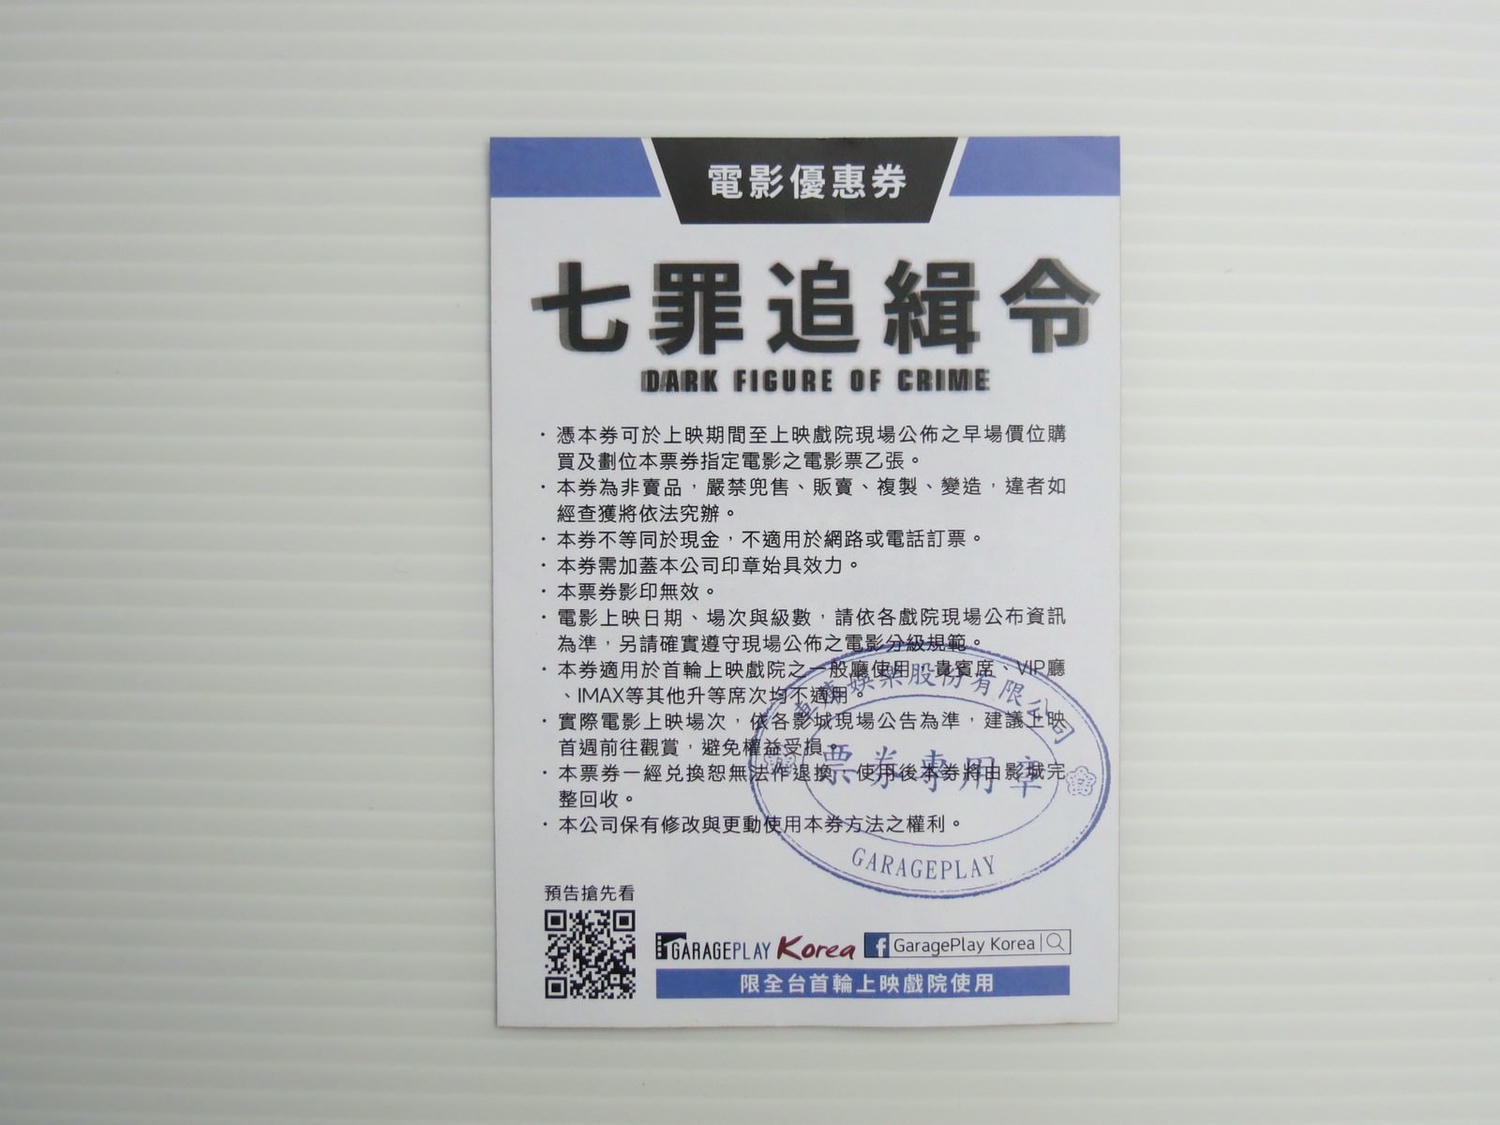 電影優惠券
七罪追緝令
DARK FIGURE OF CRIME
・憑本券可於上映期間至上映戲院現場公佈之早場價位購
買及劃位本票券指定電影之電影票乙張。
・本券為非賣品，嚴禁兜售、販賣、複製、變造，違者如
經查獲將依法究辦。
・本券不等同於現金，不適用於網路或電話訂票。
・本券需加蓋本公司印章始具效力。
・本票券影印無效。
・電影上映日期、場次與級數，請依各戲院現場公布資訊
為準，另請確實遵守現場公佈之電影分級規範。
・本券適用於首輪上映戲院之一般廳使用，貴賓席、VIP廳
、IMAX等其他升等席次均不適用。
・實際電影上映場次，依各影城現場公告為準，建議上映
首週前往觀賞，避免權益受損。
・本票券一經兌換恕無法作退換，使用後本券將由影城完
整回收。
・本公司保有修改與更動使用本券方法之權利。
娛樂股份有限公司
票券專用章
GARAGEPLAY
預告搶先看
GARAGEPLAY Korea
f GaragePlay Korea
限全台首輪上映戲院使用